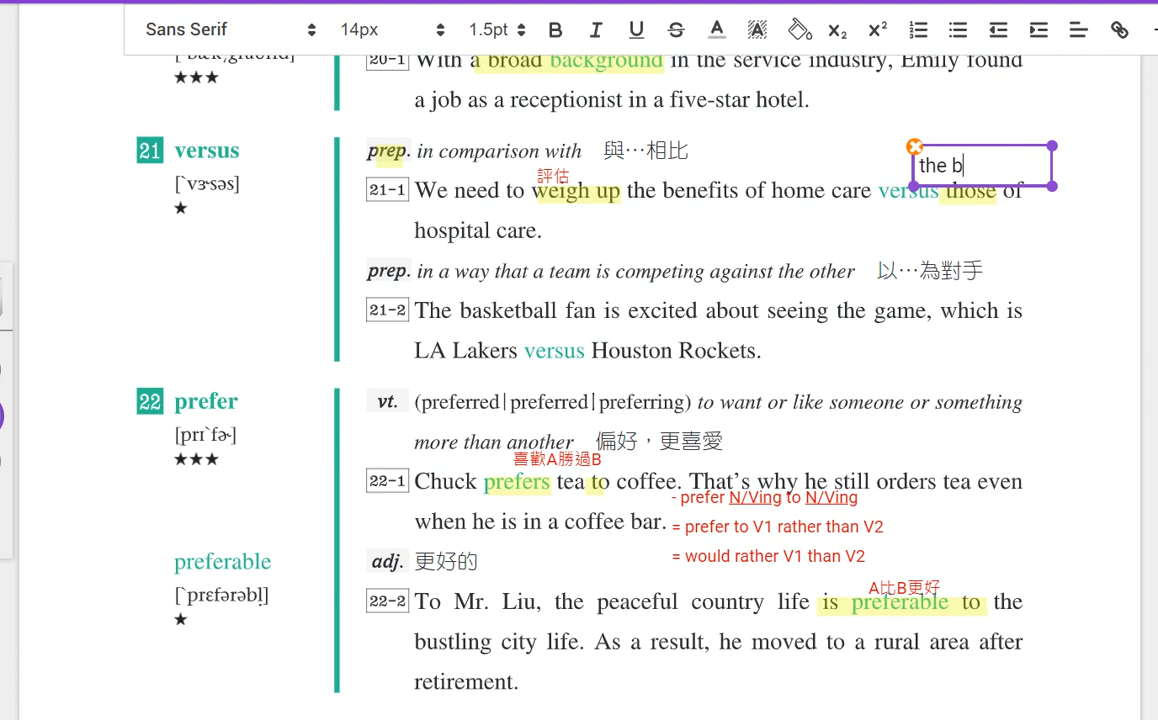 Sans Serif 14px 1.5pt B I U S A A x₂ x²
20-1 With a broad background in the service industry, Emily found
★★★
a job as a receptionist in a five-star hotel.
21 versus
prep. in comparison with 與…相比
the b
[ˋvɝsəs]
評估
21-1 We need to weigh up the benefits of home care versus those of
★
hospital care.
prep. in a way that a team is competing against the other 以…為對手
21-2 The basketball fan is excited about seeing the game, which is
LA Lakers versus Houston Rockets.
22 prefer
vt. (preferred|preferred|preferring) to want or like someone or something
[prɪˋfɚ]
more than another 偏好，更喜愛
★★★
喜歡A勝過B
22-1 Chuck prefers tea to coffee. That’s why he still orders tea even
- prefer N/Ving to N/Ving
when he is in a coffee bar.
= prefer to V1 rather than V2
= would rather V1 than V2
preferable
adj. 更好的
A比B更好
[ˋprɛfərəbḷ]
22-2 To Mr. Liu, the peaceful country life is preferable to the
★
bustling city life. As a result, he moved to a rural area after
retirement.